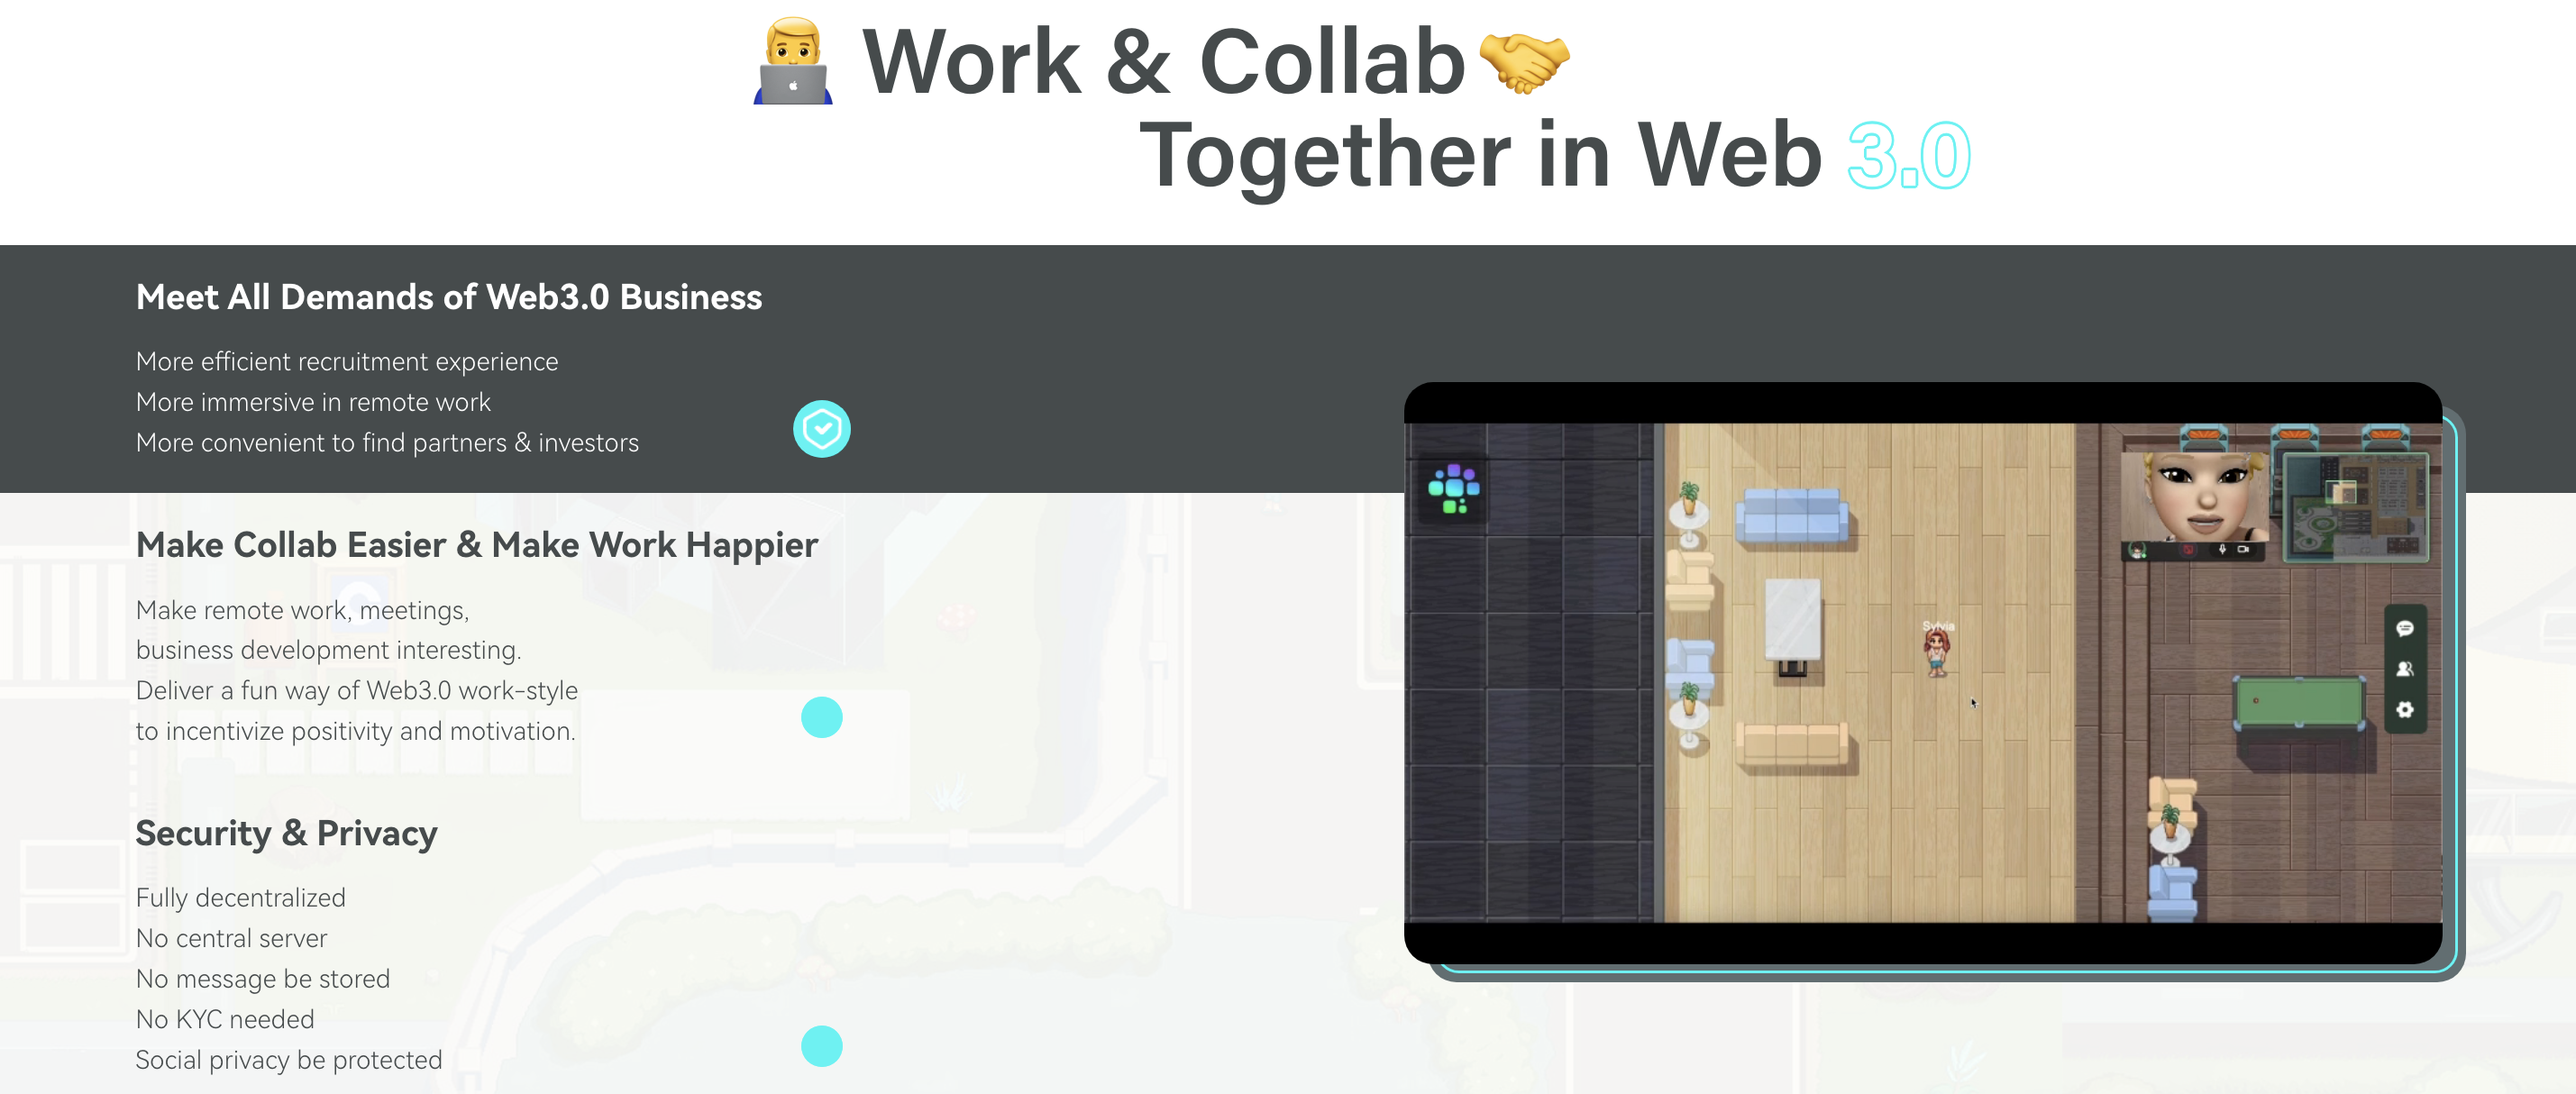 Work & Collab
Together in Web 3.0
Meet All Demands of Web3.0 Business
More efficient recruitment experience
More immersive in remote work
More convenient to find partners & investors
Make Collab Easier & Make Work Happier
Make remote work, meetings,
business development interesting.
Deliver a fun way of Web3.0 work-style
to incentivize positivity and motivation.
Security & Privacy
Fully decentralized
No central server
No message be stored
No KYC needed
Social privacy be protected
Sylvia